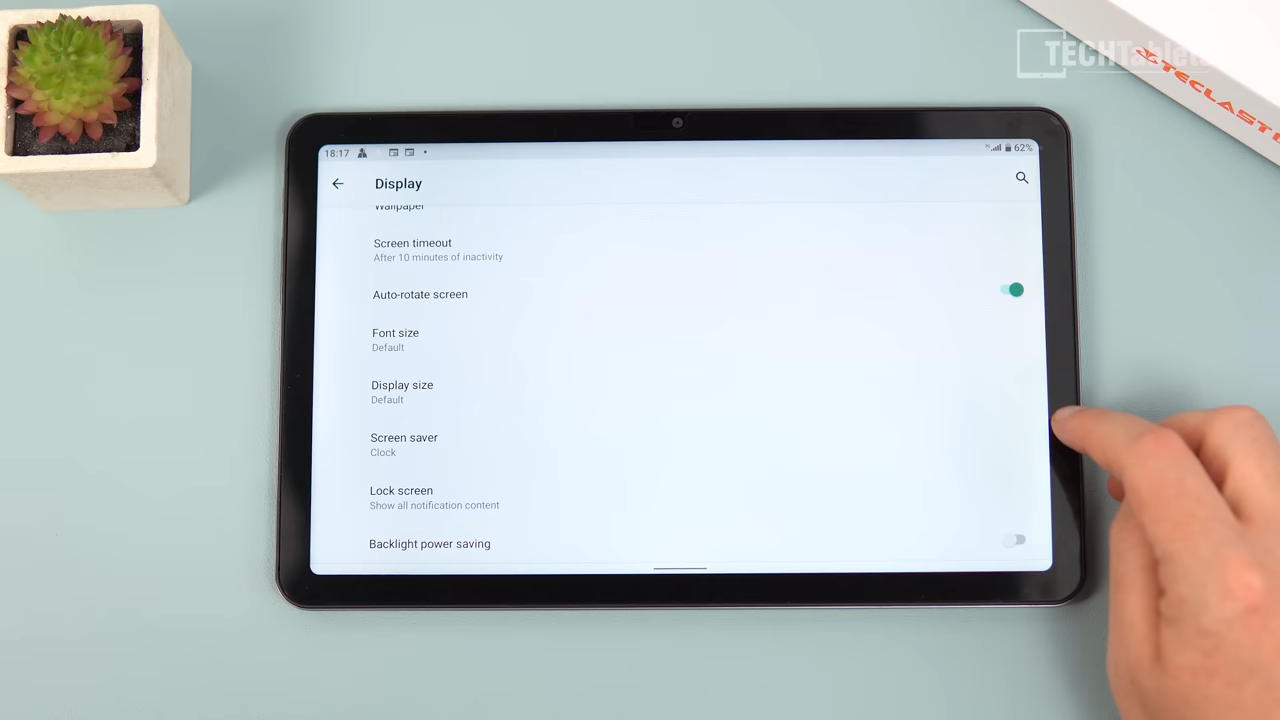 TECHTablets
TECLAST
18:17
62%
Display
Wallpaper
Screen timeout
After 10 minutes of inactivity
Auto-rotate screen
Font size
Default
Display size
Default
Screen saver
Clock
Lock screen
Show all notification content
Backlight power saving